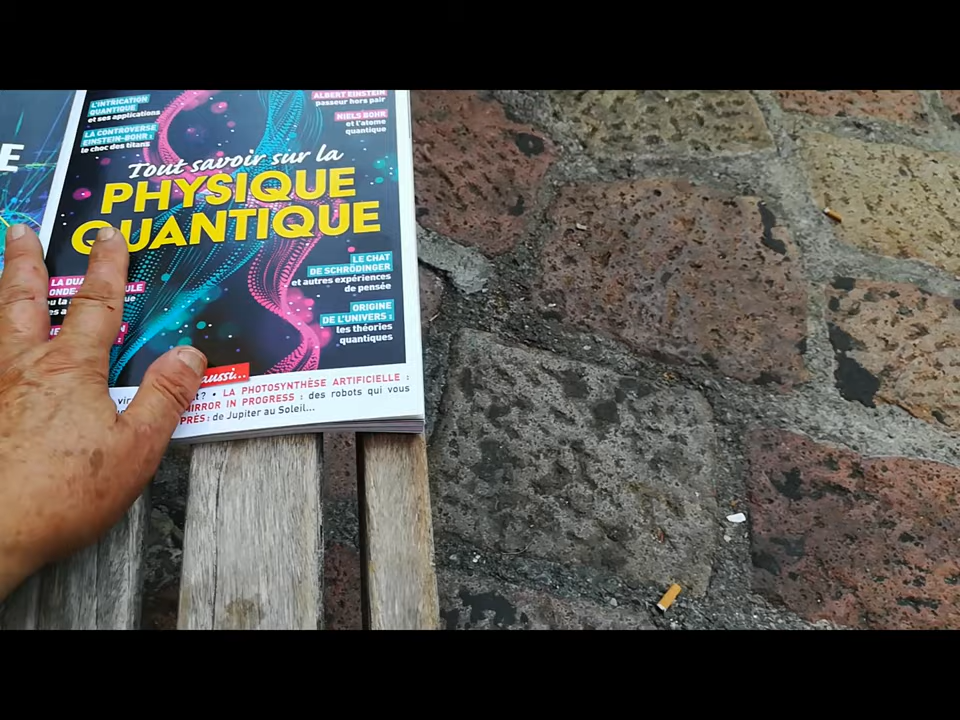 L'INTRICATION
QUANTIQUE
et ses applications
LA CONTROVERSE
EINSTEIN-BOHR :
le choc des titans
ALBERT EINSTEIN
passeur hors pair
NIELS BOHR
et l'atome
quantique
Tout savoir sur la
PHYSIQUE
QUANTIQUE
LE CHAT
DE SCHRÖDINGER
et autres expériences
de pensée
ORIGINE
DE L'UNIVERS :
les théories
quantiques
LA
aussi...
LA PHOTOSYNTHÈSE ARTIFICIELLE :
MIRROR IN PROGRESS : des robots qui vous
de Jupiter au Soleil...